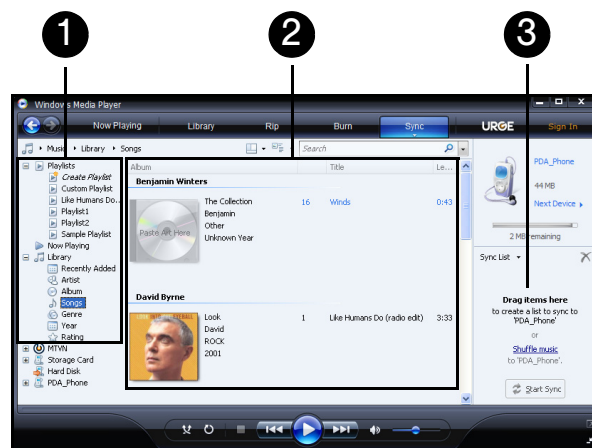 1 2 3
Windows Media Player
Now Playing Library Rip Burn Sync URGE Sign In
Music Library Songs Search
Playlists
Create Playlist
Custom Playlist
Like Humans Do..
Playlist1
Playlist2
Sample Playlist
Now Playing
Library
Recently Added
Artist
Album
Songs
Genre
Year
Rating
MTVN
Storage Card
Hard Disk
PDA_Phone
Album Title Le...
Benjamin Winters
Paste Art Here
The Collection 16 Winds 0:43
Benjamin
Other
Unknown Year
David Byrne
LOOK INTO THE EYEBALL
Look 1 Like Humans Do (radio edit) 3:33
David
ROCK
2001
PDA_Phone
44 MB
Next Device
2 MB remaining
Sync List
Drag items here
to create a list to sync to
'PDA_Phone'
or
Shuffle music
to 'PDA_Phone'.
Start Sync